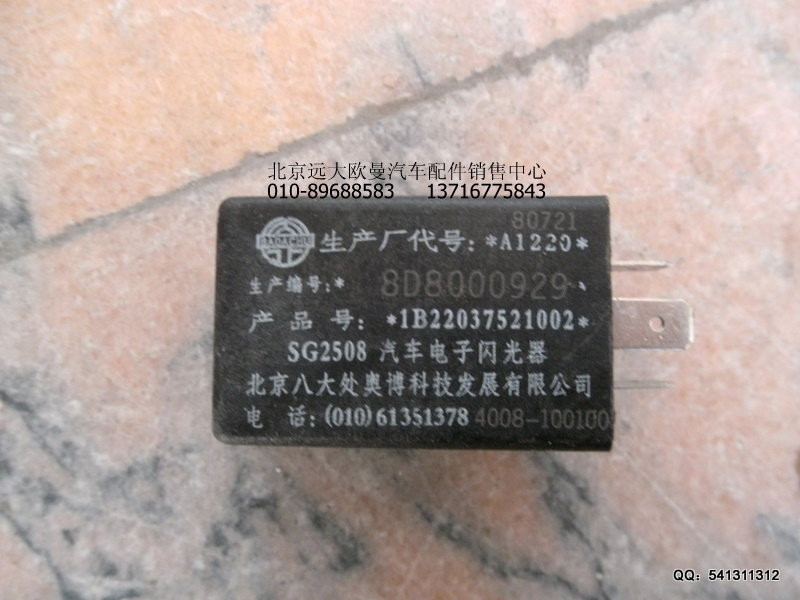 北京远大欧曼汽车配件销售中心
010-89688583 13716775843
80721
BADACHU 生产厂代号:*A1220*
生产编号:* 8D8000929
产品号:*1B22037521002*
SG2508 汽车电子闪光器
北京八大处奥博科技发展有限公司
电 话:(010)61351378 4008-100100
QQ:541311312